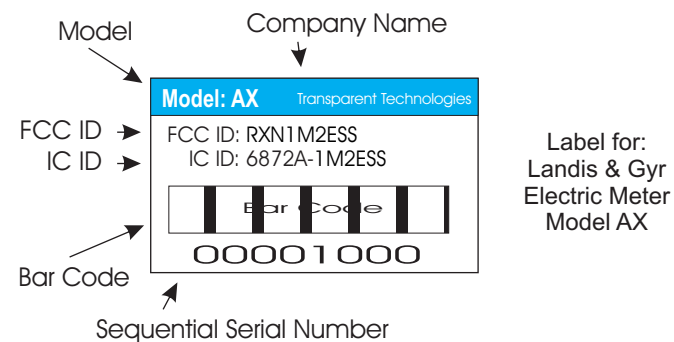 Model
Company Name
Model: AX
Transparent Technologies
FCC ID
FCC ID: RXN1M2ESS
IC ID
IC ID: 6872A-1M2ESS
Bar Code
00001000
Bar Code
Sequential Serial Number
Label for:
Landis & Gyr
Electric Meter
Model AX